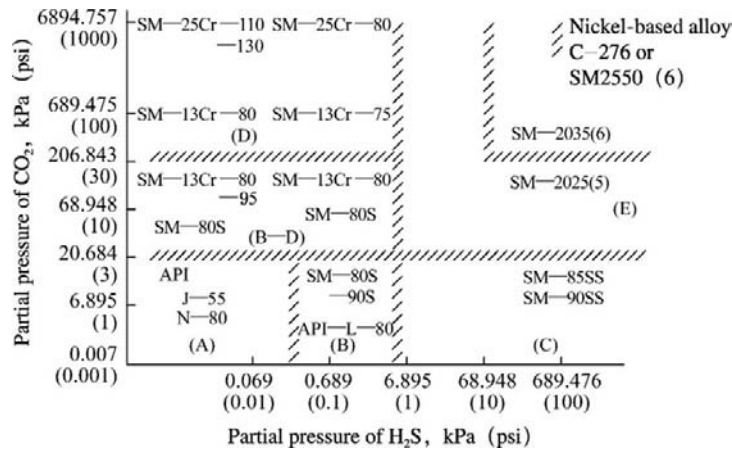 Partial pressure of CO₂, kPa (psi)
6894.757
(1000)
689.475
(100)
206.843
(30)
68.948
(10)
20.684
(3)
6.895
(1)
0.007
(0.001)
SM—25Cr—110
—130
SM—25Cr—80
SM—13Cr—80
(D)
SM—13Cr—75
Nickel-based alloy
C—276 or
SM2550 (6)
SM—2035(6)
SM—13Cr—80
—95
SM—13Cr—80
SM—80S
SM—80S
(B—D)
SM—2025(5)
(E)
API
J—55
N—80
(A)
SM—80S
—90S
API—L—80
(B)
SM—85SS
SM—90SS
(C)
0.069
(0.01)
0.689
(0.1)
6.895
(1)
68.948
(10)
689.476
(100)
Partial pressure of H₂S, kPa (psi)